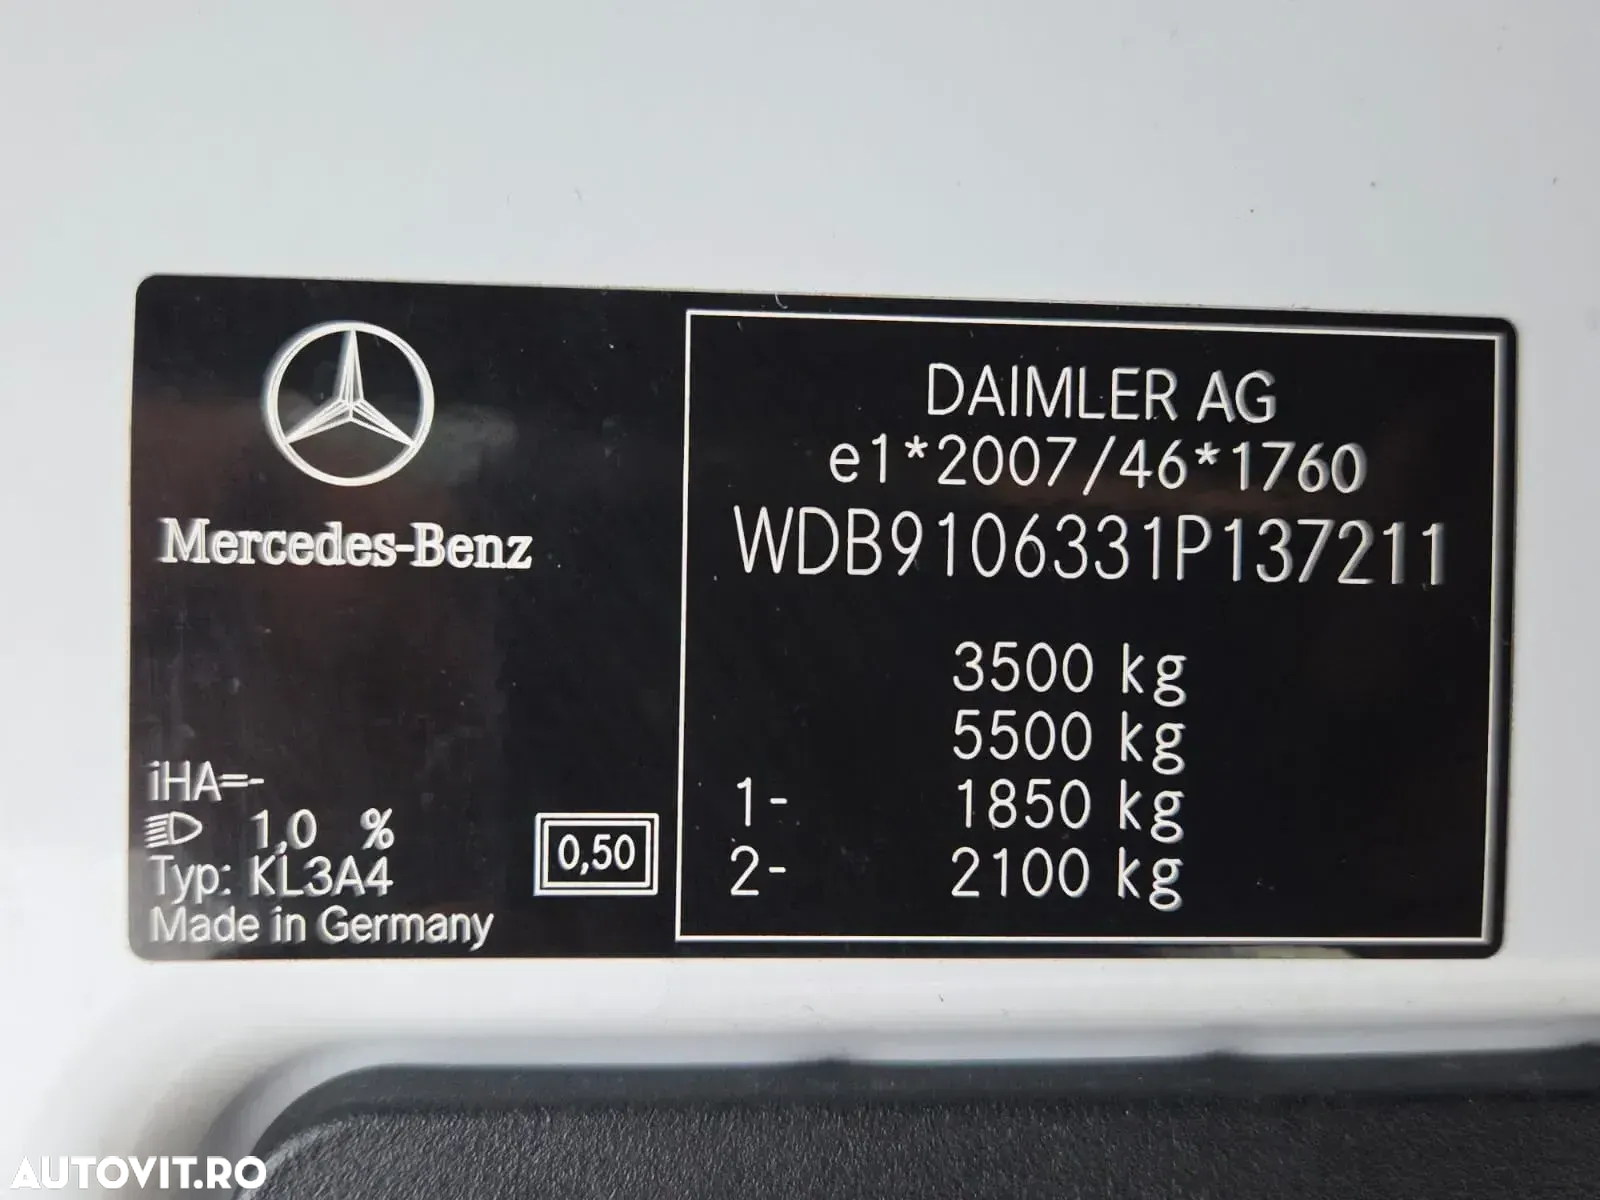 DAIMLER AG
e1*2007/46*1760
WDB9106331P137211
3500 kg
5500 kg
1- 1850 kg
2- 2100 kg
Mercedes-Benz
iHA=-
1,0 %
Typ: KL3A4
Made in Germany
0,50
AUTOVIT.RO